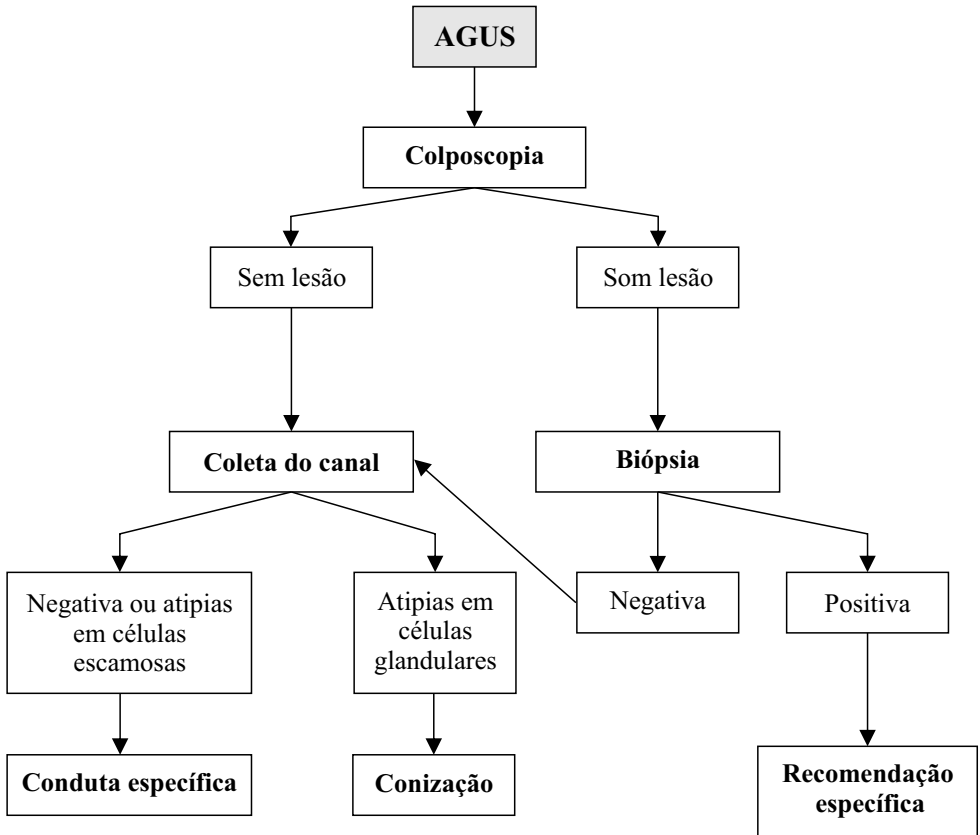 AGUS
Colposcopia
Sem lesão
Som lesão
Coleta do canal
Biópsia
Negativa ou atipias
em células
escamosas
Atipias em
células
glandulares
Negativa
Positiva
Conduta específica
Conização
Recomendação
específica